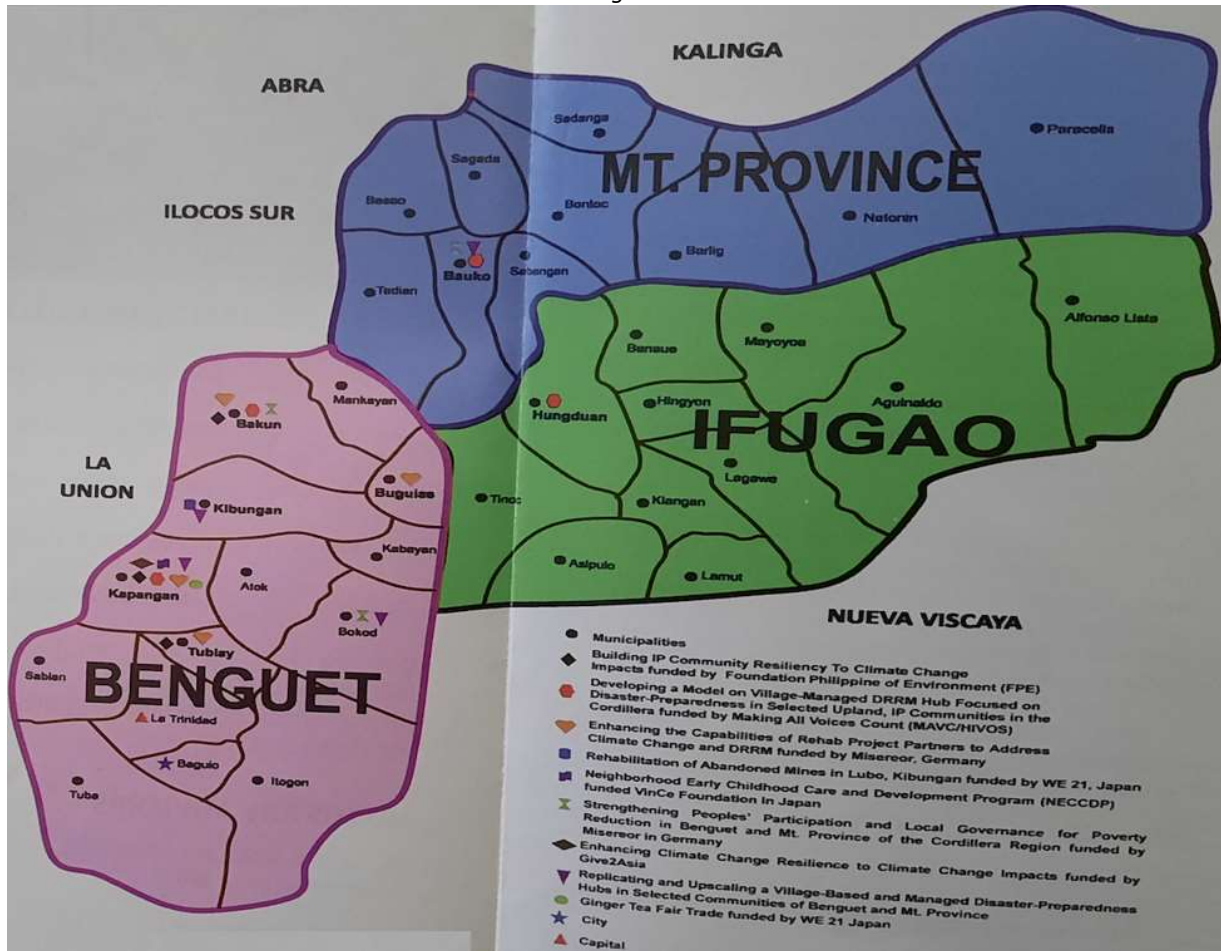 KALINGA
ABRA
Sadanga
Paracella
Sagada
MT. PROVINCE
Besao
ILOCOS SUR
Bontoc
Natonin
Barlig
Bauko
Sabangan
Tadian
Alfonso Lista
Banaue
Mayoyoa
Mankayan
Hungduan
Hingyon
Aguinaldo
Bakun
IFUGAO
LA
UNION
Lagawe
Buguias
Tinoc
Kiangan
Kibungan
Kabayan
Asipulo
Lamut
Atok
Kapangan
Bokod
NUEVA VISCAYA
Tublay
Sablan
BENGUET
La Trinidad
Baguio
Itogon
Tuba
Municipalities
Building IP Community Resiliency To Climate Change
Impacts funded by Foundation Philippine of Environment (FPE)
Developing a Model on Village-Managed DRRM Hub Focused on
Disaster-Preparedness in Selected Upland, IP Communities in the
Cordillera funded by Making All Voices Count (MAVC/HIVOS)
Enhancing the Capabilities of Rehab Project Partners to Address
Climate Change and DRRM funded by Misereor, Germany
Rehabilitation of Abandoned Mines in Lubo, Kibungan funded by WE 21, Japan
Neighborhood Early Childhood Care and Development Program (NECCDP)
funded VinCe Foundation In Japan
Strengthening Peoples' Participation and Local Governance for Poverty
Reduction in Benguet and Mt. Province of the Cordillera Region funded by
Misereor in Germany
Enhancing Climate Change Resilience to Climate Change Impacts funded by
Give2Asia
Replicating and Upscaling a Village-Based and Managed Disaster-Preparedness
Hubs in Selected Communities of Benguet and Mt. Province
Ginger Tea Fair Trade funded by WE 21 Japan
City
Capital